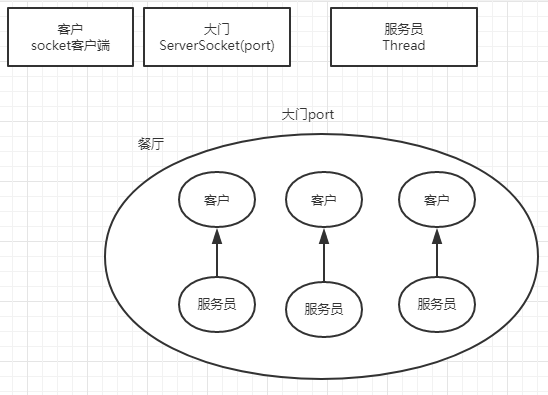 客户
socket客户端
大门
ServerSocket(port)
服务员
Thread
大门port
餐厅
客户
客户
客户
服务员
服务员
服务员